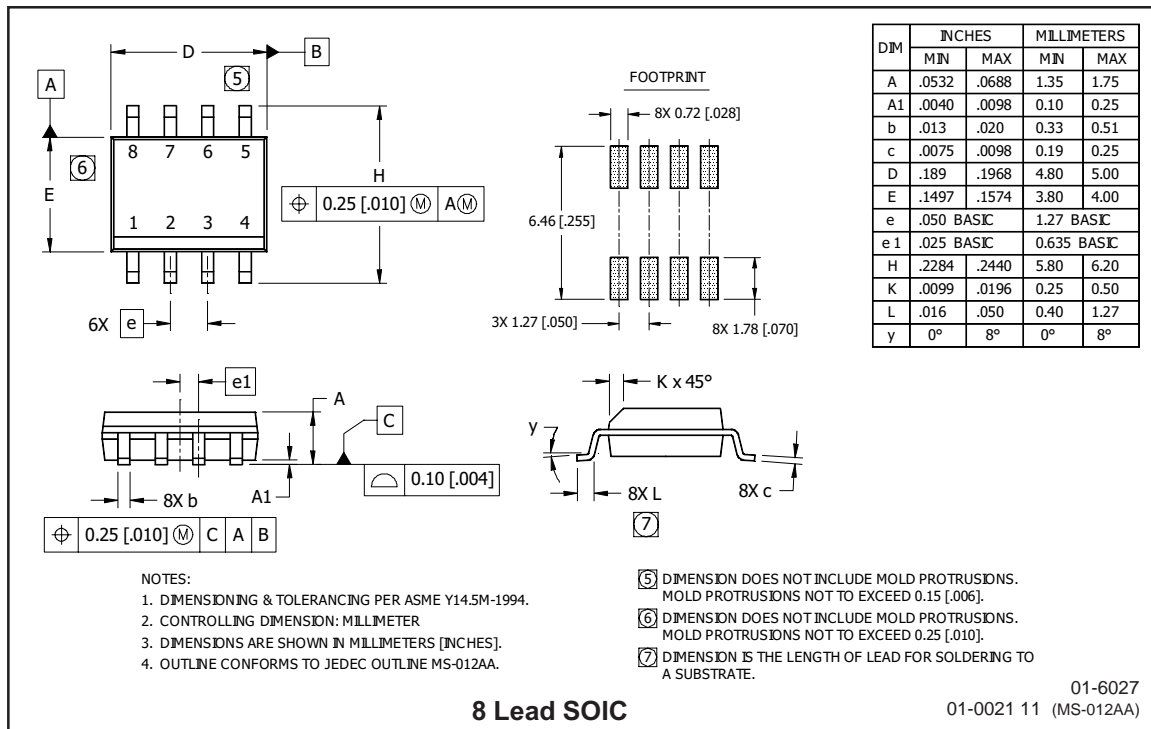 D
B
A
5
8 7 6 5
6
E
H
⌖ 0.25 [.010] Ⓜ A Ⓜ
1 2 3 4
6X e
FOOTPRINT
8X 0.72 [.028]
6.46 [.255]
3X 1.27 [.050]
8X 1.78 [.070]
DIM INCHES MILLIMETERS
MIN MAX MIN MAX
A .0532 .0688 1.35 1.75
A1 .0040 .0098 0.10 0.25
b .013 .020 0.33 0.51
c .0075 .0098 0.19 0.25
D .189 .1968 4.80 5.00
E .1497 .1574 3.80 4.00
e .050 BASIC 1.27 BASIC
e 1 .025 BASIC 0.635 BASIC
H .2284 .2440 5.80 6.20
K .0099 .0196 0.25 0.50
L .016 .050 0.40 1.27
y 0° 8° 0° 8°
e1
A
C
0.10 [.004]
8X b
A1
⌖ 0.25 [.010] Ⓜ C A B
K x 45°
y
8X L
8X c
7
NOTES:
1. DIMENSIONING & TOLERANCING PER ASME Y14.5M-1994.
2. CONTROLLING DIMENSION: MILLIMETER
3. DIMENSIONS ARE SHOWN IN MILLIMETERS [INCHES].
4. OUTLINE CONFORMS TO JEDEC OUTLINE MS-012AA.
5 DIMENSION DOES NOT INCLUDE MOLD PROTRUSIONS.
MOLD PROTRUSIONS NOT TO EXCEED 0.15 [.006].
6 DIMENSION DOES NOT INCLUDE MOLD PROTRUSIONS.
MOLD PROTRUSIONS NOT TO EXCEED 0.25 [.010].
7 DIMENSION IS THE LENGTH OF LEAD FOR SOLDERING TO
A SUBSTRATE.
8 Lead SOIC
01-6027
01-0021 11 (MS-012AA)